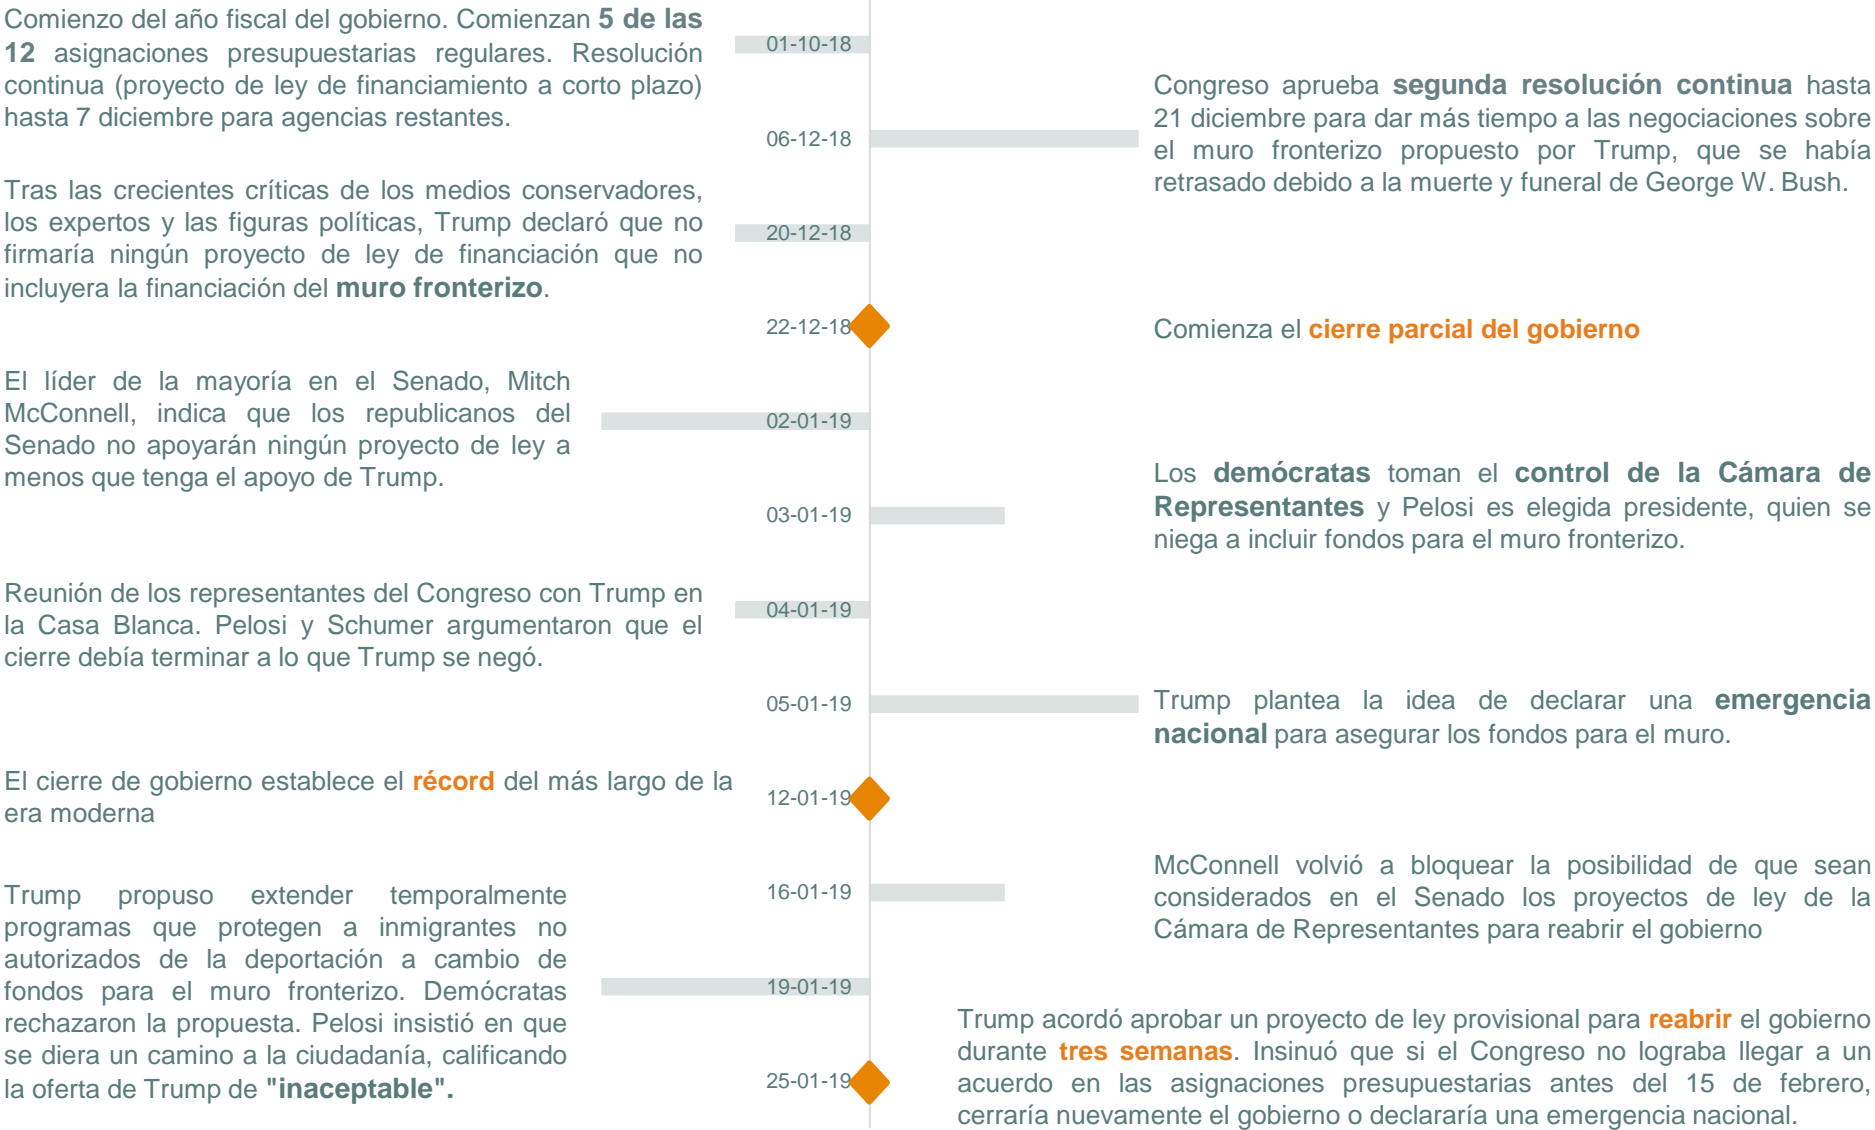 Comienzo del año fiscal del gobierno. Comienzan 5 de las
12 asignaciones presupuestarias regulares. Resolución
continua (proyecto de ley de financiamiento a corto plazo)
hasta 7 diciembre para agencias restantes.
01-10-18
06-12-18
Congreso aprueba segunda resolución continua hasta
21 diciembre para dar más tiempo a las negociaciones sobre
el muro fronterizo propuesto por Trump, que se había
retrasado debido a la muerte y funeral de George W. Bush.
Tras las crecientes críticas de los medios conservadores,
los expertos y las figuras políticas, Trump declaró que no
firmaría ningún proyecto de ley de financiación que no
incluyera la financiación del muro fronterizo.
20-12-18
22-12-18
Comienza el cierre parcial del gobierno
El líder de la mayoría en el Senado, Mitch
McConnell, indica que los republicanos del
Senado no apoyarán ningún proyecto de ley a
menos que tenga el apoyo de Trump.
02-01-19
03-01-19
Los demócratas toman el control de la Cámara de
Representantes y Pelosi es elegida presidente, quien se
niega a incluir fondos para el muro fronterizo.
Reunión de los representantes del Congreso con Trump en
la Casa Blanca. Pelosi y Schumer argumentaron que el
cierre debía terminar a lo que Trump se negó.
04-01-19
05-01-19
Trump plantea la idea de declarar una emergencia
nacional para asegurar los fondos para el muro.
El cierre de gobierno establece el récord del más largo de la
era moderna
12-01-19
16-01-19
McConnell volvió a bloquear la posibilidad de que sean
considerados en el Senado los proyectos de ley de la
Cámara de Representantes para reabrir el gobierno
Trump propuso extender temporalmente
programas que protegen a inmigrantes no
autorizados de la deportación a cambio de
fondos para el muro fronterizo. Demócratas
rechazaron la propuesta. Pelosi insistió en que
se diera un camino a la ciudadanía, calificando
la oferta de Trump de "inaceptable".
19-01-19
25-01-19
Trump acordó aprobar un proyecto de ley provisional para reabrir el gobierno
durante tres semanas. Insinuó que si el Congreso no lograba llegar a un
acuerdo en las asignaciones presupuestarias antes del 15 de febrero,
cerraría nuevamente el gobierno o declararía una emergencia nacional.